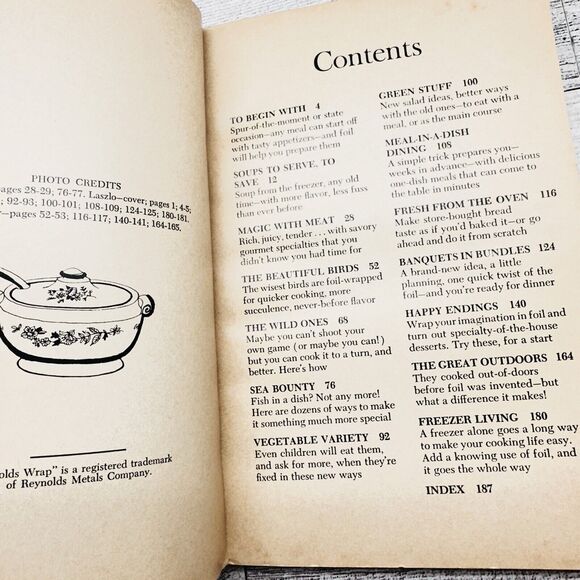 PHOTO CREDITS
pages 28-29, 76-77. Laszlo—cover; pages 1, 4-5;
92-93; 100-101; 108-109; 124-125; 180-181.
—pages 52-53; 116-117; 140-141; 164-165.
Wrap" is a registered trademark
of Reynolds Metals Company.
Contents
TO BEGIN WITH 4
Spur-of-the-moment or state
occasion—any meal can start off
with tasty appetizers—and foil
will help you prepare them
SOUPS TO SERVE, TO
SAVE 12
Soup from the freezer, any old
time—with more flavor, less fuss
than ever before
MAGIC WITH MEAT 28
Rich, juicy, tender . . . with savory
gourmet specialties that you
didn't know you had time for
THE BEAUTIFUL BIRDS 52
The wisest birds are foil-wrapped
for quicker cooking, more
succulence, never-before flavor
THE WILD ONES 68
Maybe you can't shoot your
own game (or maybe you can!)
but you can cook it to a turn, and
better. Here's how
SEA BOUNTY 76
Fish in a dish? Not any more!
Here are dozens of ways to make
it something much more special
VEGETABLE VARIETY 92
Even children will eat them,
and ask for more, when they're
fixed in these new ways
GREEN STUFF 100
New salad ideas, better ways
with the old ones—to eat with a
meal, or as the main course
MEAL-IN-A-DISH
DINING 108
A simple trick prepares you—
weeks in advance—with delicious
one-dish meals that can come to
the table in minutes
FRESH FROM THE OVEN 116
Make store-bought bread
taste as if you'd baked it—or go
ahead and do it from scratch
BANQUETS IN BUNDLES 124
A brand-new idea, a little
planning, one quick twist of the
foil—and you're ready for dinner
HAPPY ENDINGS 140
Wrap your imagination in foil and
turn out specialty-of-the-house
desserts. Try these, for a start
THE GREAT OUTDOORS 164
They cooked out-of-doors
before foil was invented—but
what a difference it makes!
FREEZER LIVING 180
A freezer alone goes a long way
to make your cooking life easy.
Add a knowing use of foil, and
it goes the whole way
INDEX 187